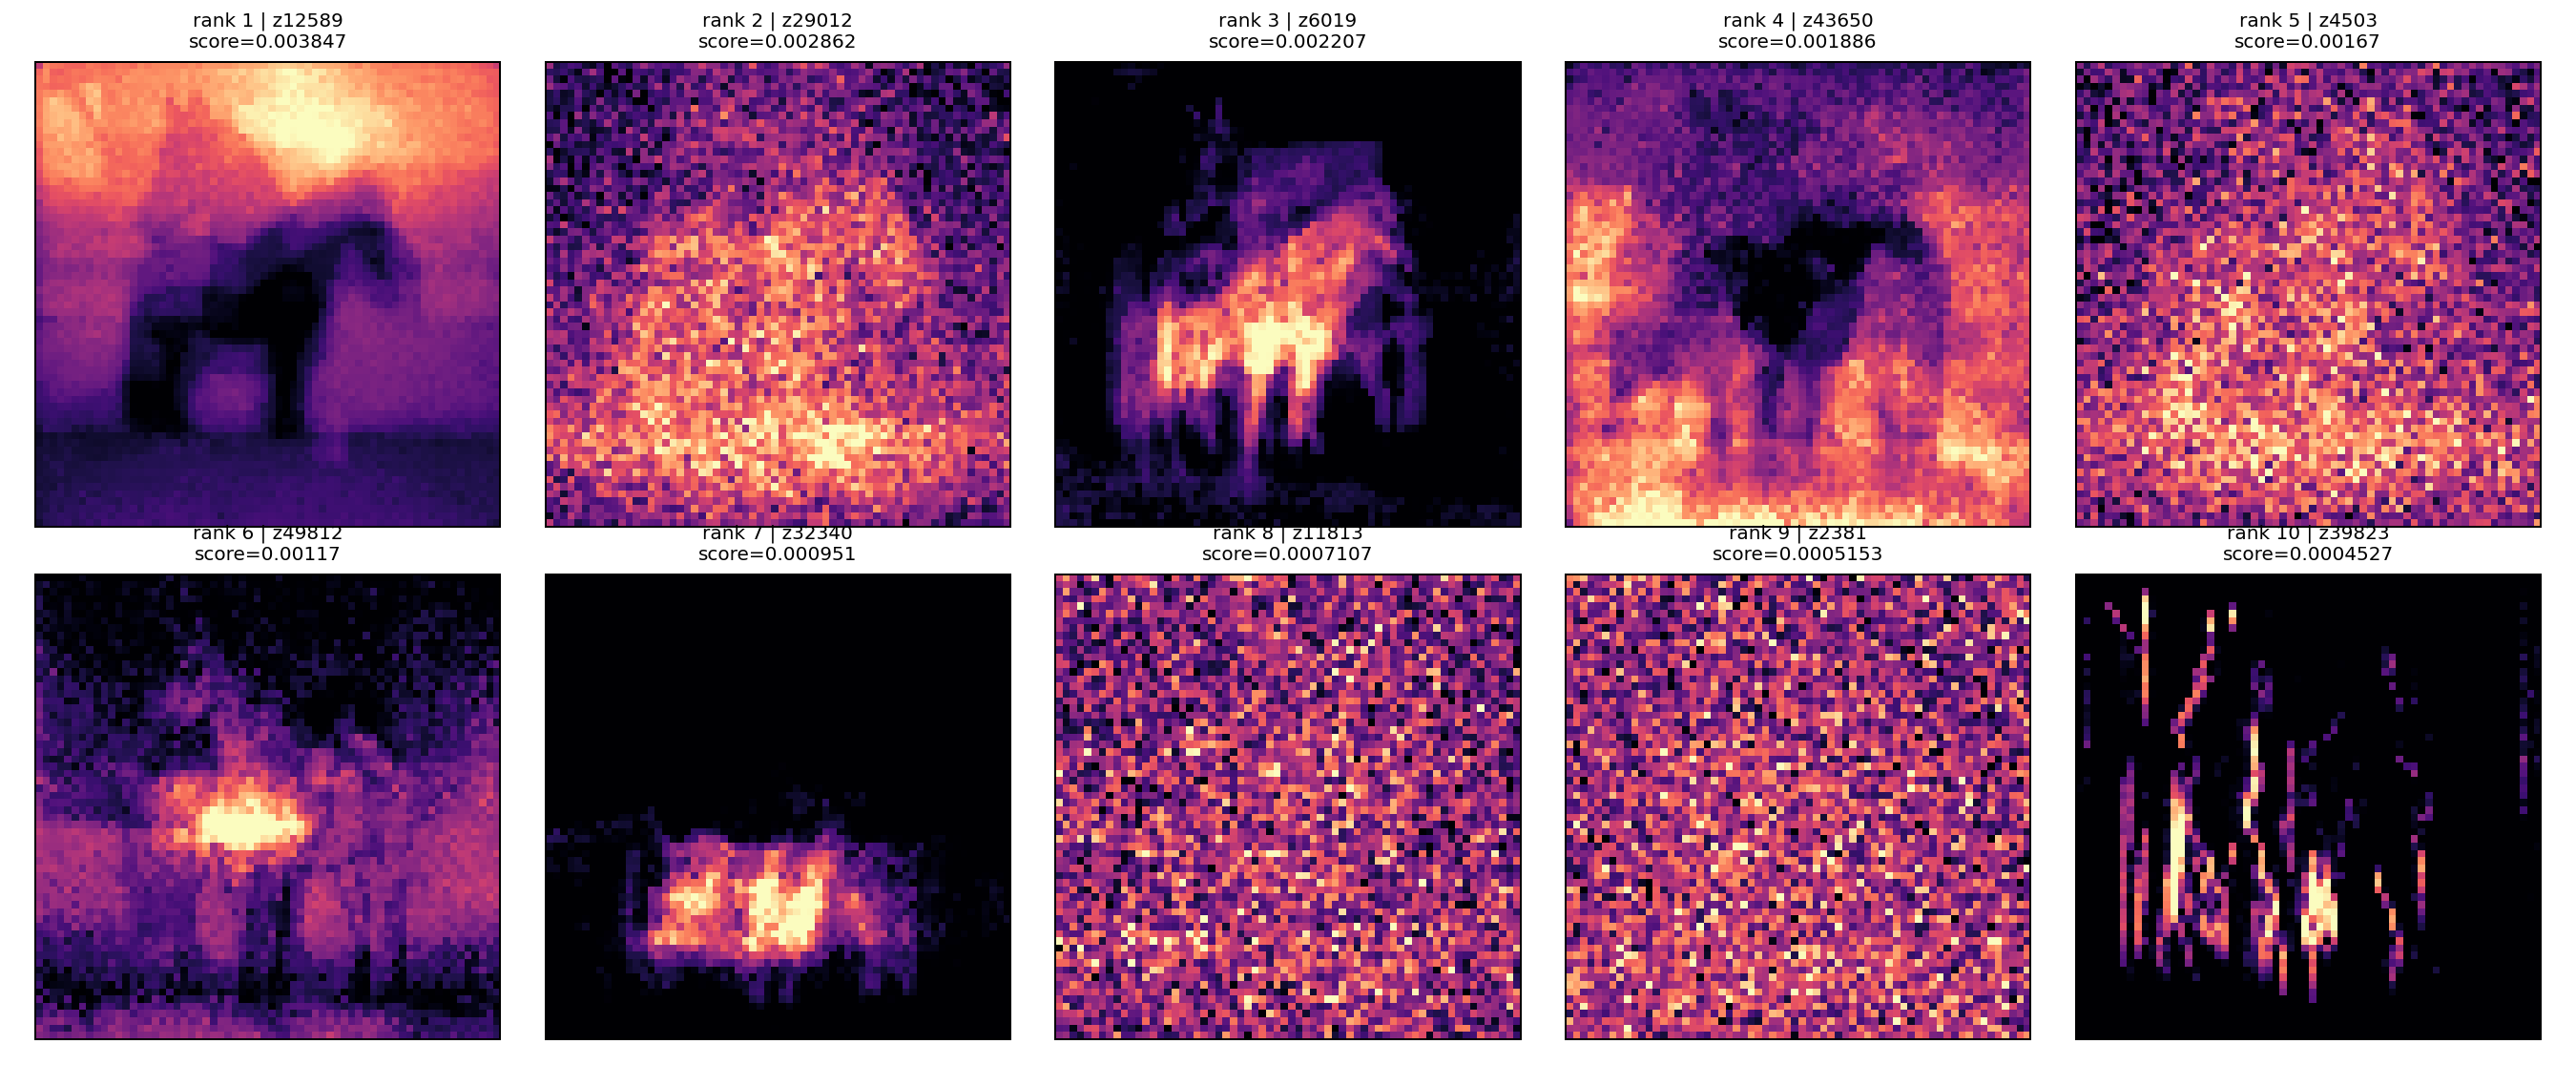 rank 1 | z12589
score=0.003847
rank 2 | z29012
score=0.002862
rank 3 | z6019
score=0.002207
rank 4 | z43650
score=0.001886
rank 5 | z4503
score=0.00167
rank 6 | z49812
score=0.00117
rank 7 | z32340
score=0.000951
rank 8 | z11813
score=0.0007107
rank 9 | z2381
score=0.0005153
rank 10 | z39823
score=0.0004527